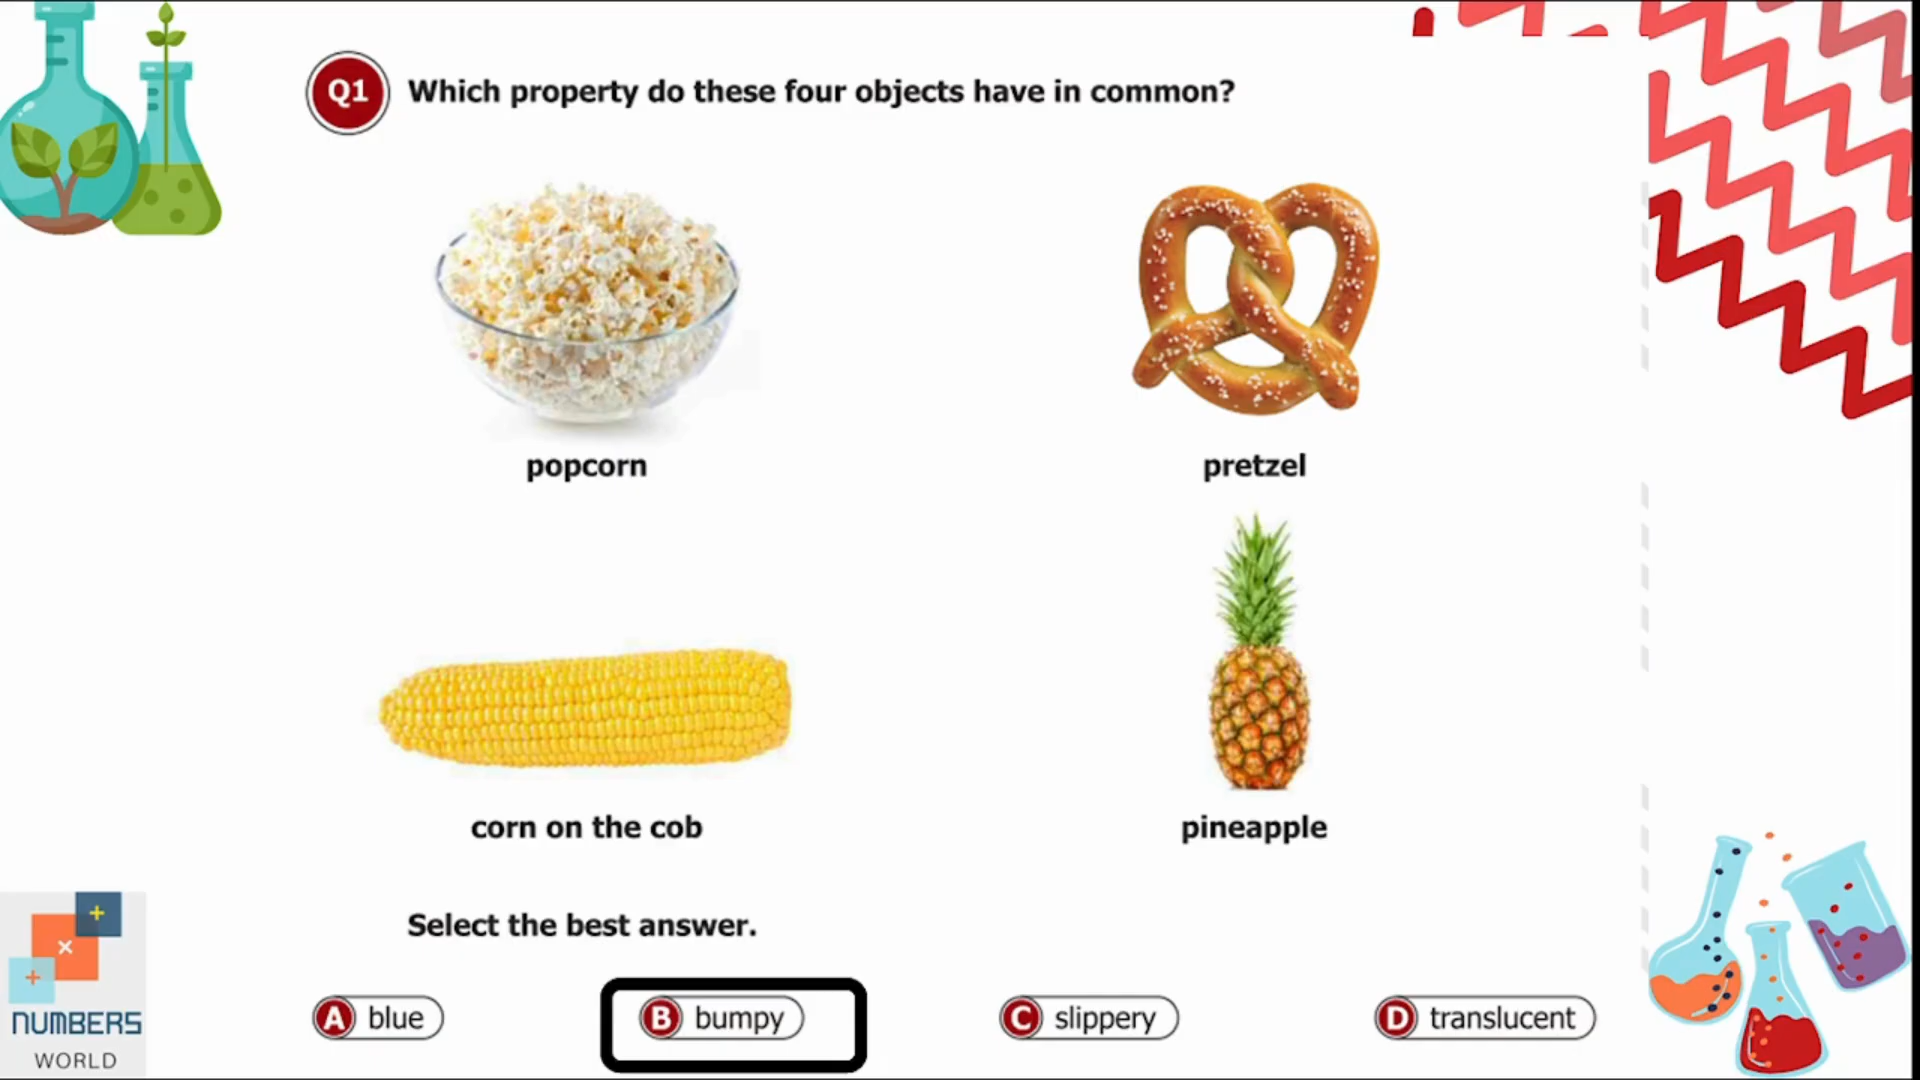 Q1 Which property do these four objects have in common?
popcorn
pretzel
corn on the cob
pineapple
Select the best answer.
A blue
B bumpy
C slippery
D translucent
+
×
+
NUMBERS
WORLD